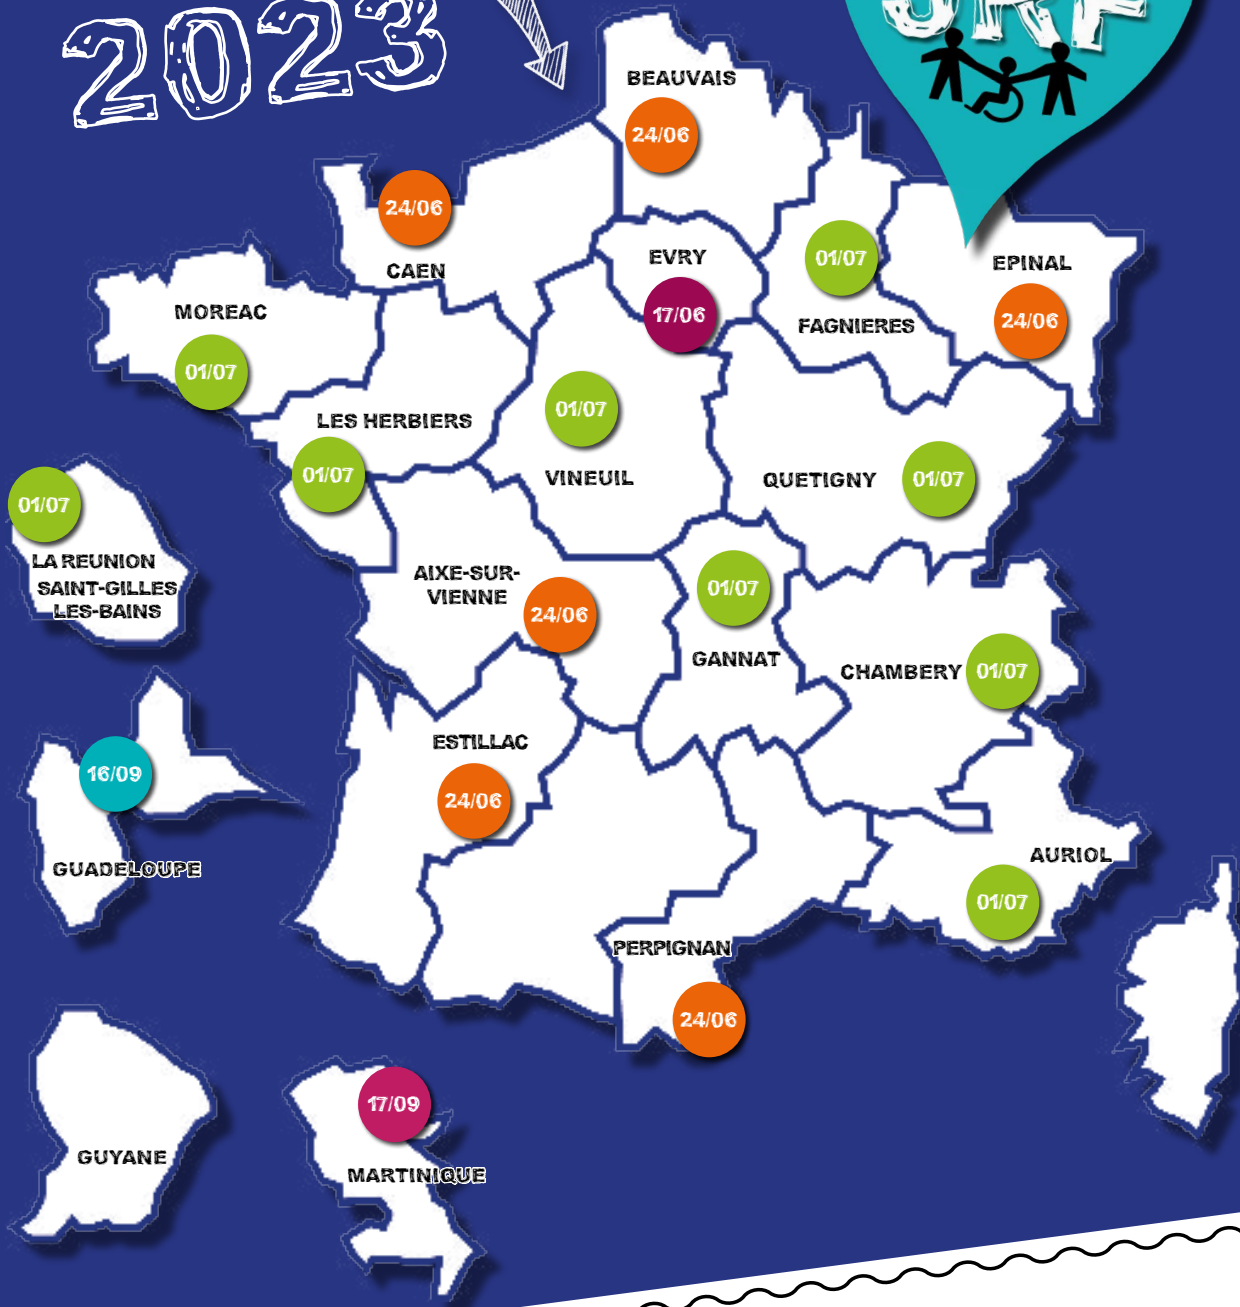 2023
BEAUVAIS
24/06
24/06
CAEN
EVRY
17/06
01/07
FAGNIERES
EPINAL
24/06
MOREAC
01/07
LES HERBIERS
01/07
01/07
VINEUIL
QUETIGNY
01/07
01/07
LA REUNION
SAINT-GILLES
LES-BAINS
AIXE-SUR-
VIENNE
24/06
01/07
GANNAT
CHAMBERY
01/07
ESTILLAC
24/06
16/09
GUADELOUPE
AURIOL
01/07
PERPIGNAN
24/06
GUYANE
17/09
MARTINIQUE